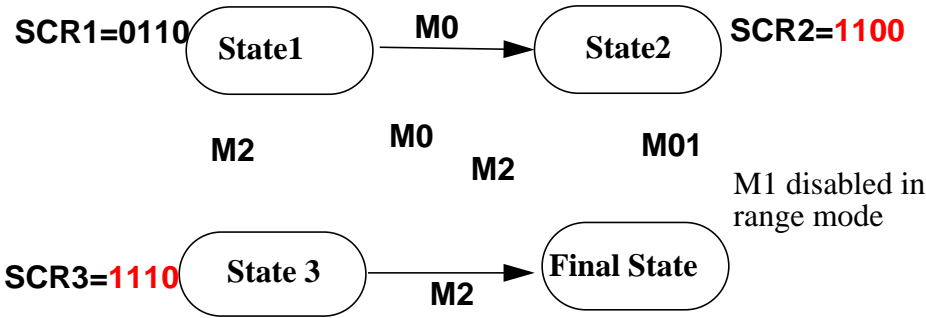 SCR1=0110
State1
M0
State2
SCR2=1100
M2
M0
M2
M01
M1 disabled in
range mode
SCR3=1110
State 3
M2
Final State